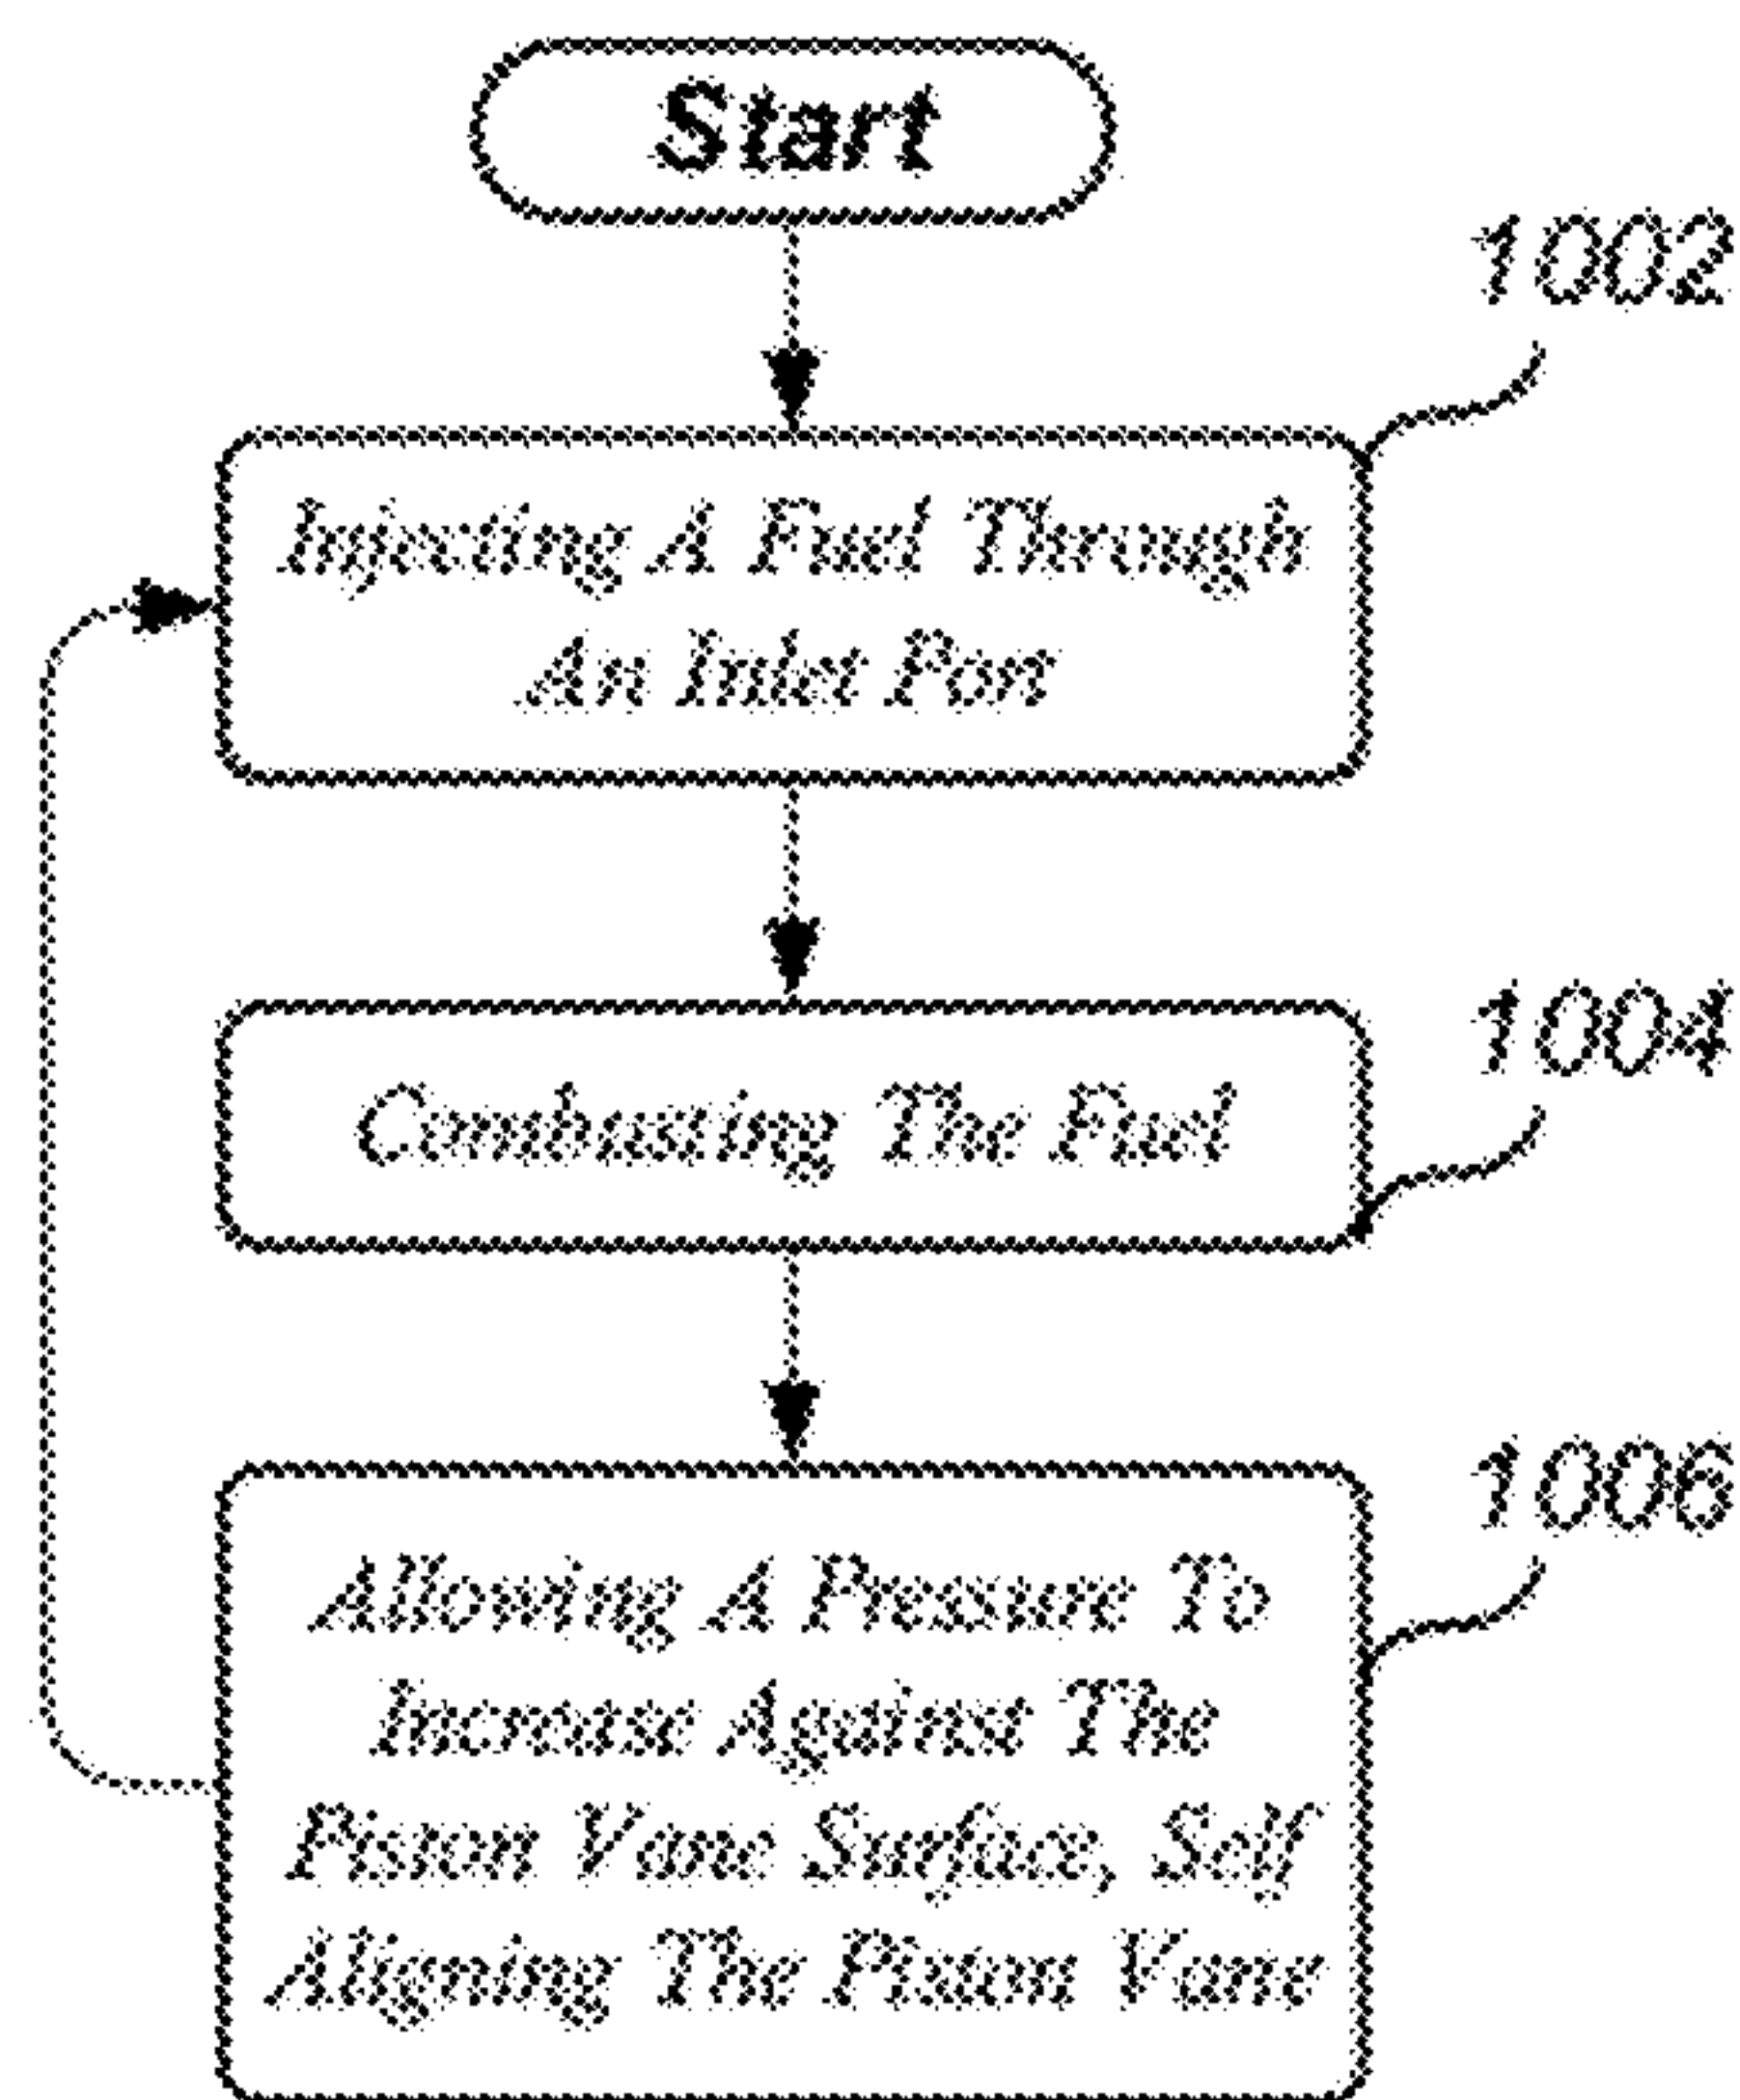 Start
1002
Injecting A Fuel Through
An Inlet Port
1004
Combusting The Fuel
1006
Allowing A Pressure To
Increase Against The
Piston Vane Surface, Self
Aligning The Piston Vane